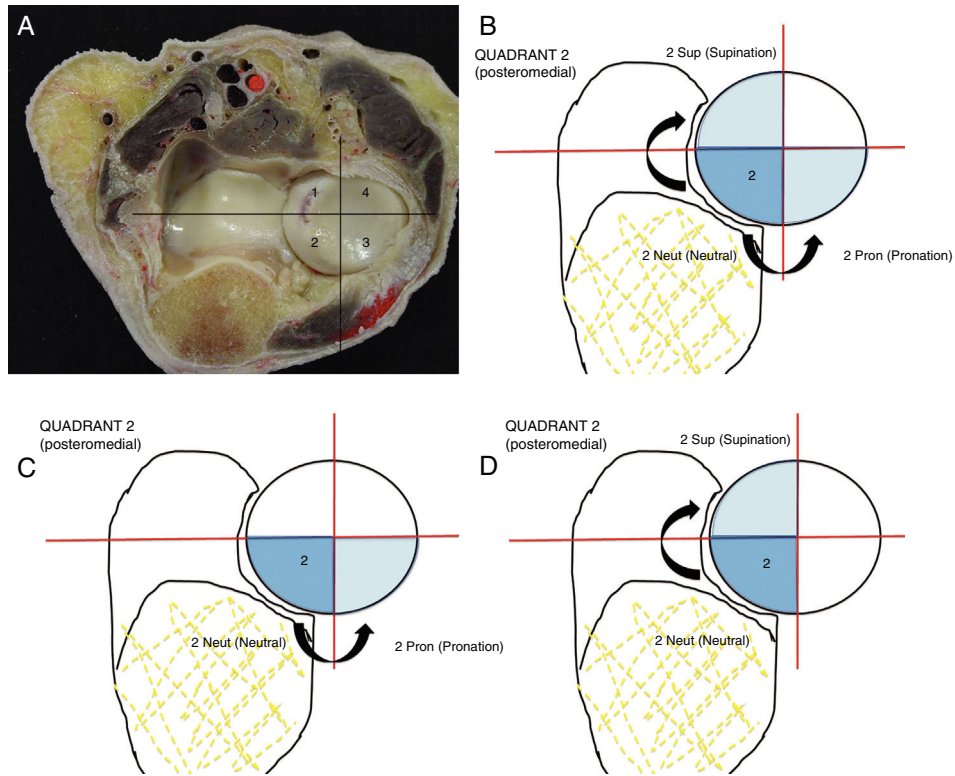 A
1
4
2
3
B
QUADRANT 2
(posteromedial)
2 Sup (Supination)
2
2 Neut (Neutral)
2 Pron (Pronation)
C
QUADRANT 2
(posteromedial)
2
2 Neut (Neutral)
2 Pron (Pronation)
D
QUADRANT 2
(posteromedial)
2 Sup (Supination)
2
2 Neut (Neutral)